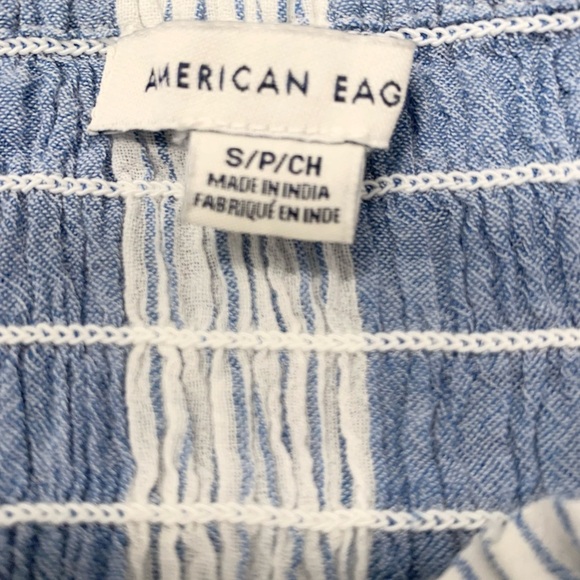 AMERICAN EAG
S/P/CH
MADE IN INDIA
FABRIQUÉ EN INDE